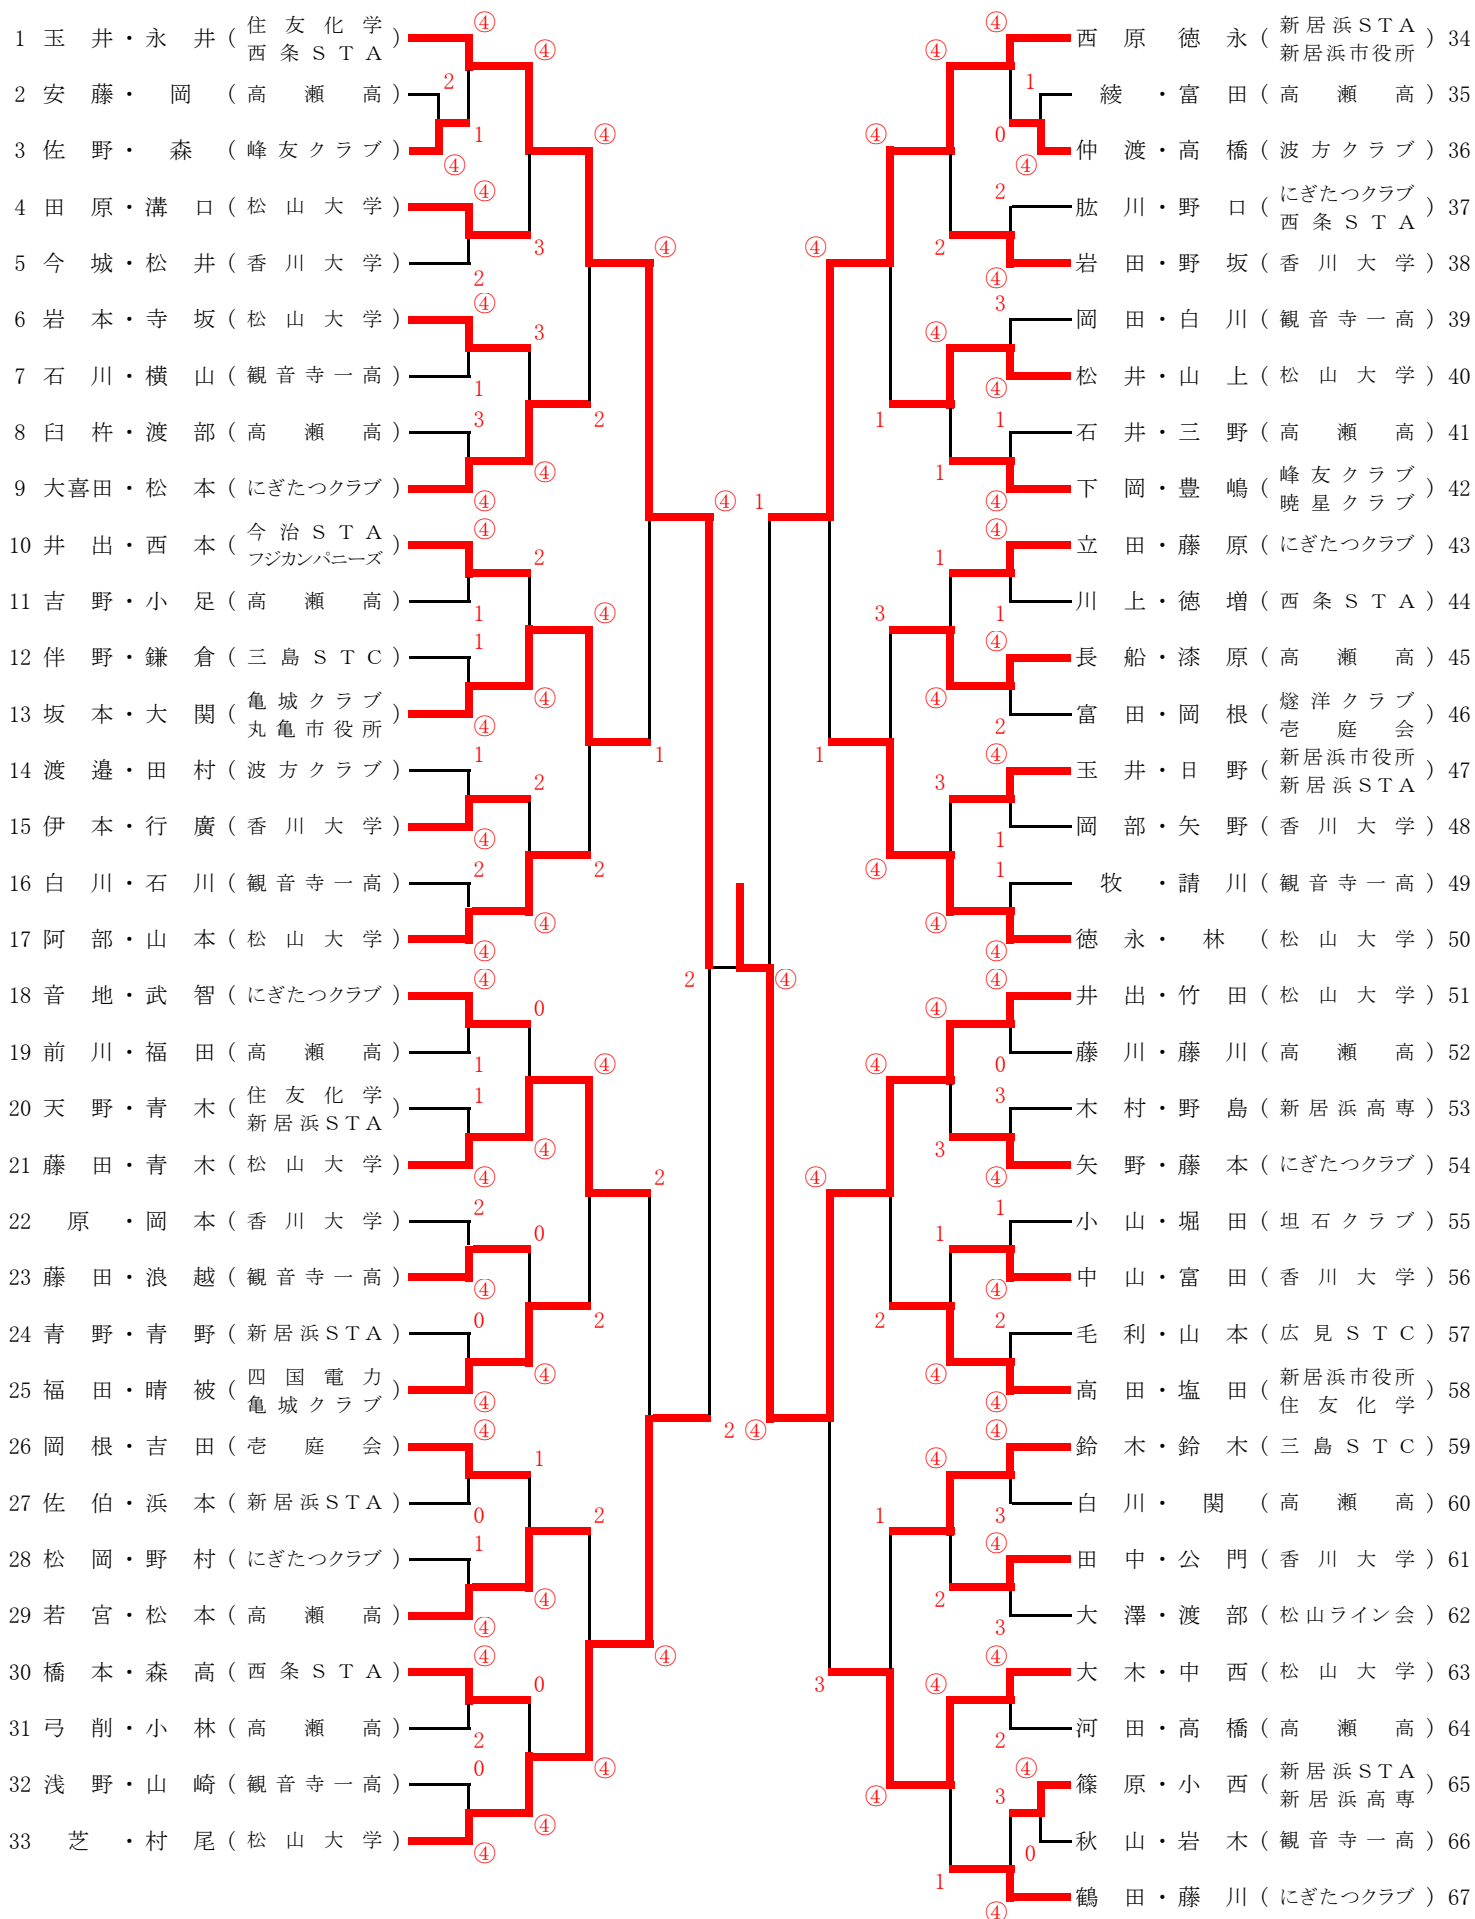 1 玉井・永井 (住友化学 西条STA)
2 安藤・岡 (高瀬高)
3 佐野・森 (峰友クラブ)
4 田原・溝口 (松山大学)
5 今城・松井 (香川大学)
6 岩本・寺坂 (松山大学)
7 石川・横山 (観音寺一高)
8 臼杵・渡部 (高瀬高)
9 大喜田・松本 (にぎたつクラブ)
10 井出・西本 (今治STA フジカンパニーズ)
11 吉野・小足 (高瀬高)
12 伴野・鎌倉 (三島STC)
13 坂本・大関 (亀城クラブ 丸亀市役所)
14 渡邉・田村 (波方クラブ)
15 伊本・行廣 (香川大学)
16 白川・石川 (観音寺一高)
17 阿部・山本 (松山大学)
18 音地・武智 (にぎたつクラブ)
19 前川・福田 (高瀬高)
20 天野・青木 (住友化学 新居浜STA)
21 藤田・青木 (松山大学)
22 原・岡本 (香川大学)
23 藤田・浪越 (観音寺一高)
24 青野・青野 (新居浜STA)
25 福田・晴被 (四国電力 亀城クラブ)
26 岡根・吉田 (壱庭会)
27 佐伯・浜本 (新居浜STA)
28 松岡・野村 (にぎたつクラブ)
29 若宮・松本 (高瀬高)
30 橋本・森高 (西条STA)
31 弓削・小林 (高瀬高)
32 浅野・山崎 (観音寺一高)
33 芝・村尾 (松山大学)
西原徳永 (新居浜STA 新居浜市役所) 34
綾・富田 (高瀬高) 35
仲渡・高橋 (波方クラブ) 36
肱川・野口 (にぎたつクラブ 西条STA) 37
岩田・野坂 (香川大学) 38
岡田・白川 (観音寺一高) 39
松井・山上 (松山大学) 40
石井・三野 (高瀬高) 41
下岡・豊嶋 (峰友クラブ 暁星クラブ) 42
立田・藤原 (にぎたつクラブ) 43
川上・徳増 (西条STA) 44
長船・漆原 (高瀬高) 45
富田・岡根 (燧洋クラブ 壱庭会) 46
玉井・日野 (新居浜市役所 新居浜STA) 47
岡部・矢野 (香川大学) 48
牧・請川 (観音寺一高) 49
徳永・林 (松山大学) 50
井出・竹田 (松山大学) 51
藤川・藤川 (高瀬高) 52
木村・野島 (新居浜高専) 53
矢野・藤本 (にぎたつクラブ) 54
小山・堀田 (坦石クラブ) 55
中山・富田 (香川大学) 56
毛利・山本 (広見STC) 57
高田・塩田 (新居浜市役所 住友化学) 58
鈴木・鈴木 (三島STC) 59
白川・関 (高瀬高) 60
田中・公門 (香川大学) 61
大澤・渡部 (松山ライン会) 62
大木・中西 (松山大学) 63
河田・高橋 (高瀬高) 64
篠原・小西 (新居浜STA 新居浜高専) 65
秋山・岩木 (観音寺一高) 66
鶴田・藤川 (にぎたつクラブ) 67